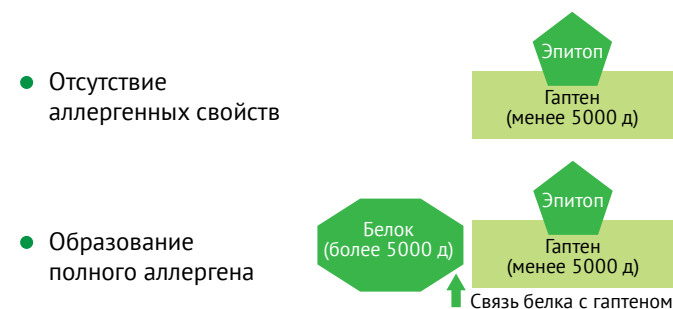 Отсутствие
аллергенных свойств
Эпитоп
Гаптен
(менее 5000 д)
Образование
полного аллергена
Белок
(более 5000 д)
Эпитоп
Гаптен
(менее 5000 д)
Связь белка с гаптеном